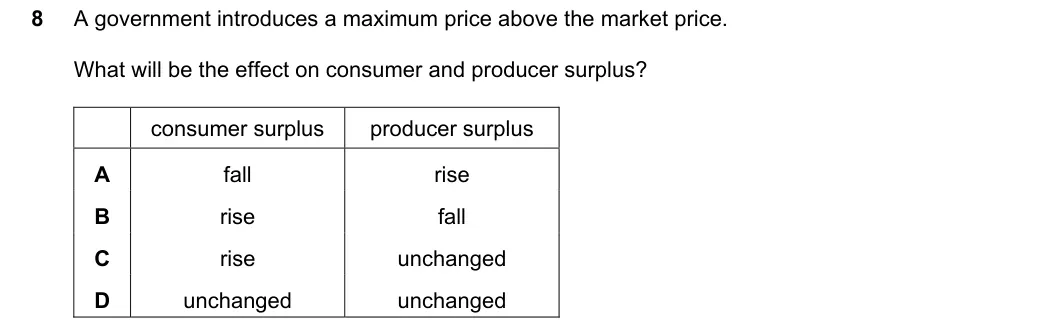 8 A government introduces a maximum price above the market price.
What will be the effect on consumer and producer surplus?
consumer surplus producer surplus
A fall rise
B rise fall
C rise unchanged
D unchanged unchanged